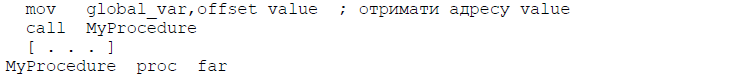 mov global_var,offset value ; отримати адресу value
call MyProcedure
[ . . . ]
MyProcedure proc far